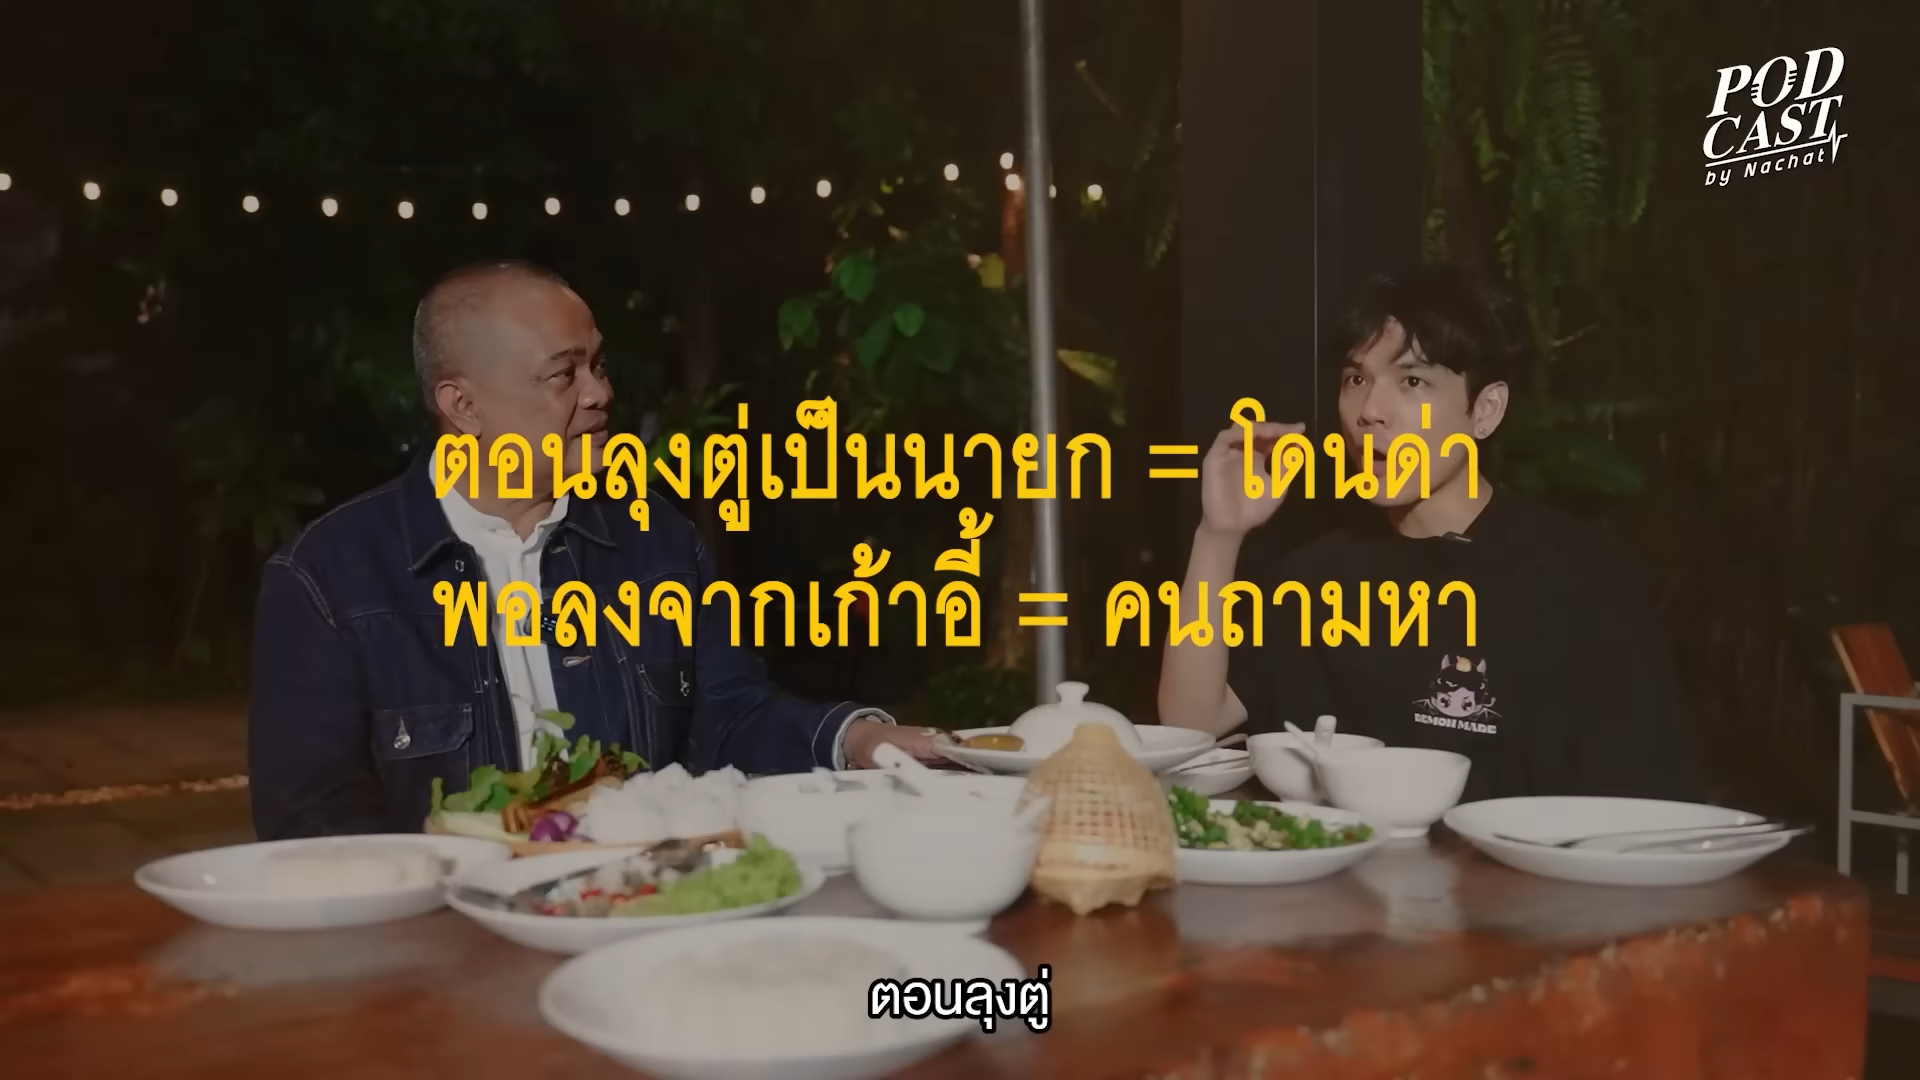 POD
CAST
by Nachat
ตอนลุงตู่เป็นนายก = โดนด่า
พอลงจากเก้าอี้ = คนถามหา
DEMON MADE
ตอนลุงตู่